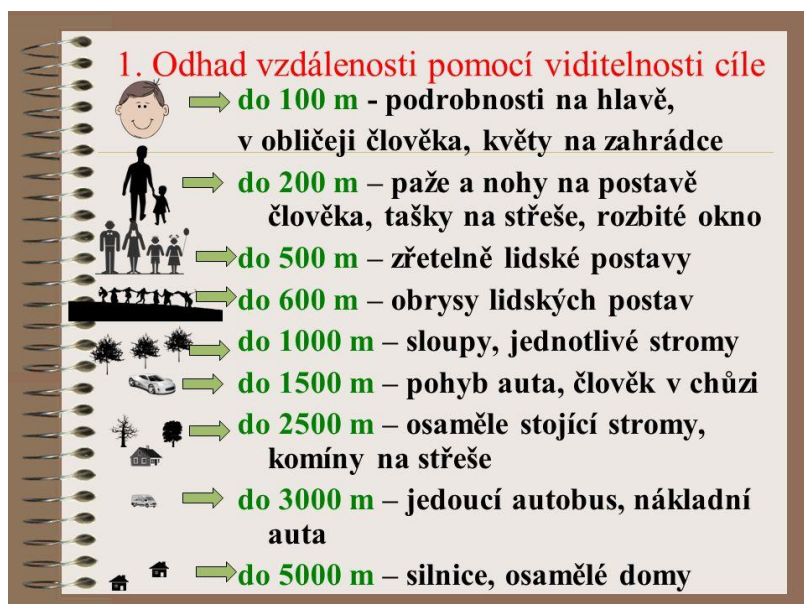 1. Odhad vzdálenosti pomocí viditelnosti cíle
do 100 m - podrobnosti na hlavě,
v obličeji člověka, květy na zahrádce
do 200 m – paže a nohy na postavě
člověka, tašky na střeše, rozbité okno
do 500 m – zřetelně lidské postavy
do 600 m – obrysy lidských postav
do 1000 m – sloupy, jednotlivé stromy
do 1500 m – pohyb auta, člověk v chůzi
do 2500 m – osaměle stojící stromy,
komíny na střeše
do 3000 m – jedoucí autobus, nákladní
auta
do 5000 m – silnice, osamělé domy